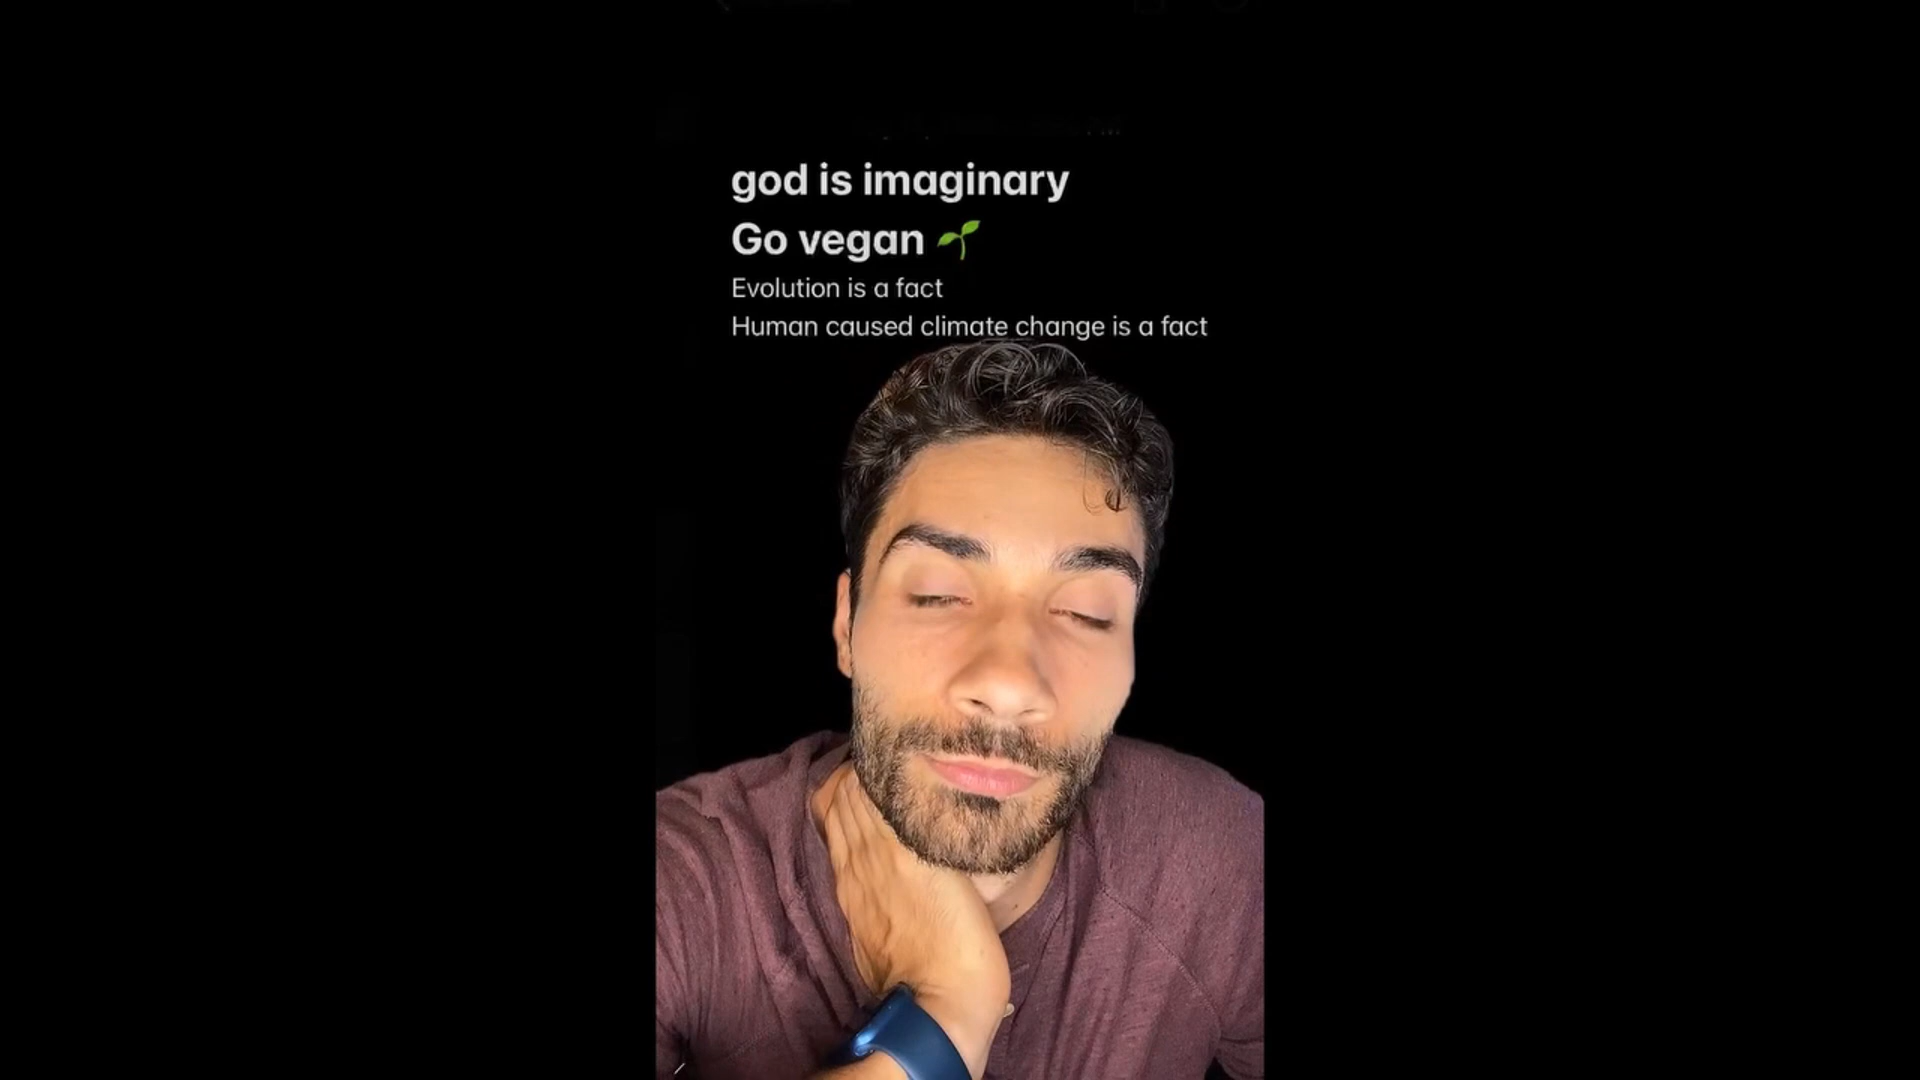 god is imaginary
Go vegan 🌱
Evolution is a fact
Human caused climate change is a fact